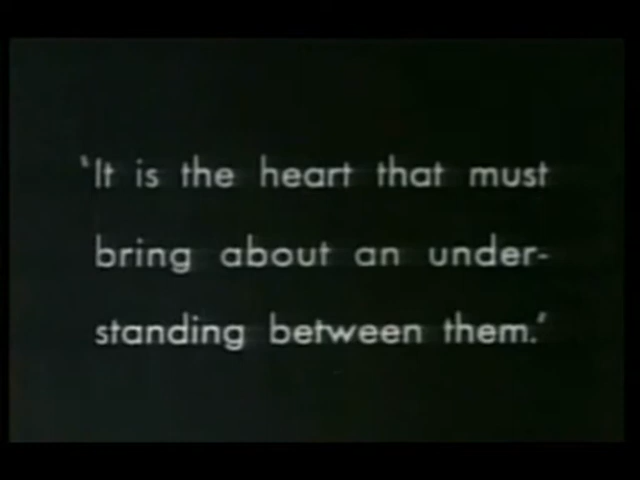 'It is the heart that must
bring about an under-
standing between them.'